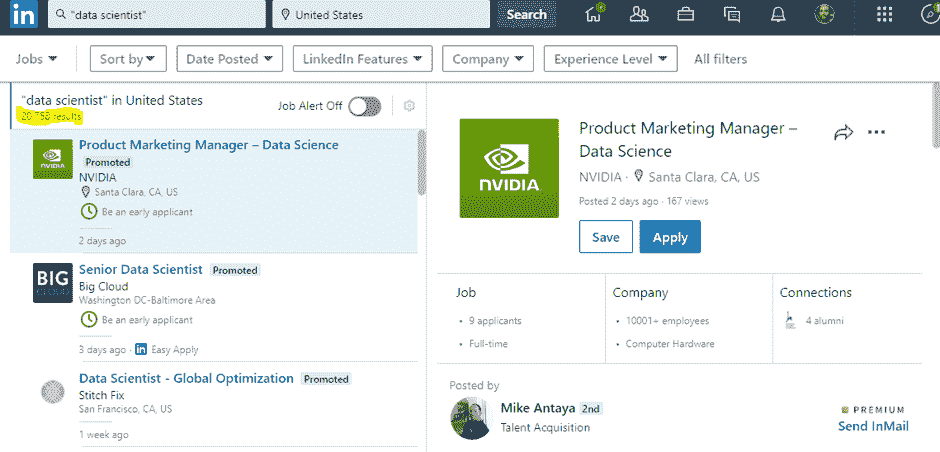 in
"data scientist"
United States
Search
Jobs
Sort by
Date Posted
LinkedIn Features
Company
Experience Level
All filters
"data scientist" in United States
results
Job Alert Off
Product Marketing Manager – Data Science
Promoted
NVIDIA
Santa Clara, CA, US
Be an early applicant
2 days ago
BIG
CLOUD
Senior Data Scientist Promoted
Big Cloud
Washington DC-Baltimore Area
Be an early applicant
3 days ago · in Easy Apply
Data Scientist - Global Optimization Promoted
Stitch Fix
San Francisco, CA, US
1 week ago
NVIDIA
Product Marketing Manager –
Data Science
NVIDIA · Santa Clara, CA, US
Posted 2 days ago · 167 views
Save
Apply
Job
9 applicants
Full-time
Company
10001+ employees
Computer Hardware
Connections
4 alumni
Posted by
Mike Antaya 2nd
Talent Acquisition
PREMIUM
Send InMail